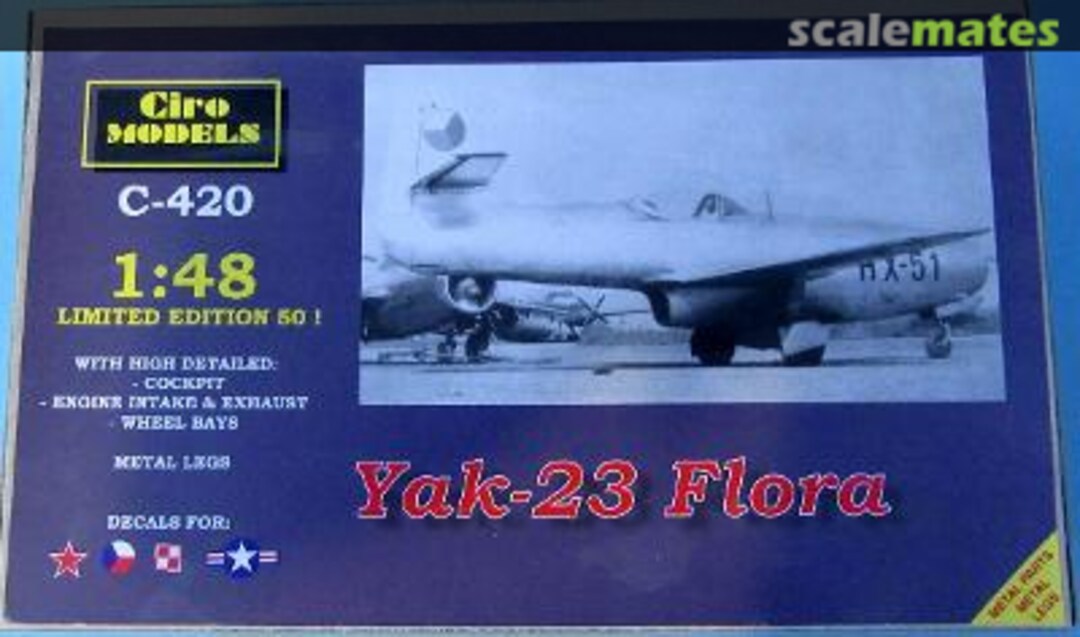 scalemates
Ciro
MODELS
C-420
1:48
LIMITED EDITION 50 !
WITH HIGH DETAILED:
- COCKPIT
- ENGINE INTAKE & EXHAUST
- WHEEL BAYS
METAL LEGS
DECALS FOR:
HX-51
Yak-23 Flora
METAL PARTS
METAL
LEGS